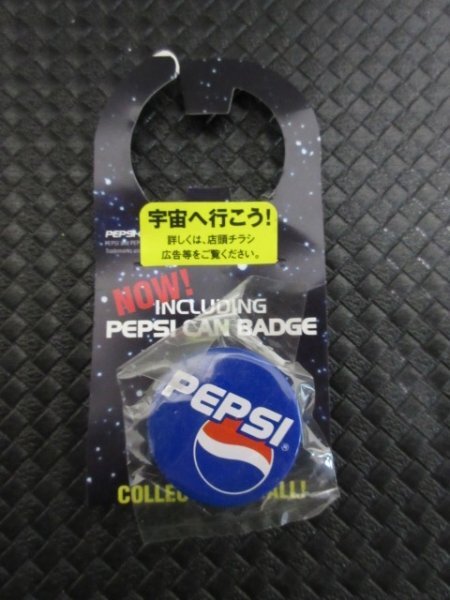 宇宙へ行こう!
詳しくは、店頭チラシ
広告等をご覧ください。
NOW!
INCLUDING
PEPSI CAN BADGE
PEPSI
®
ALL!